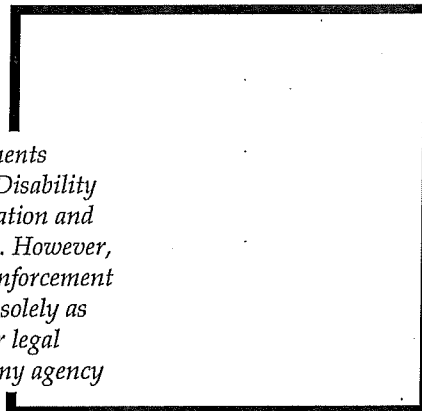 nents
Disability
ation and
. However,
nforcement
solely as
r legal
ny agency